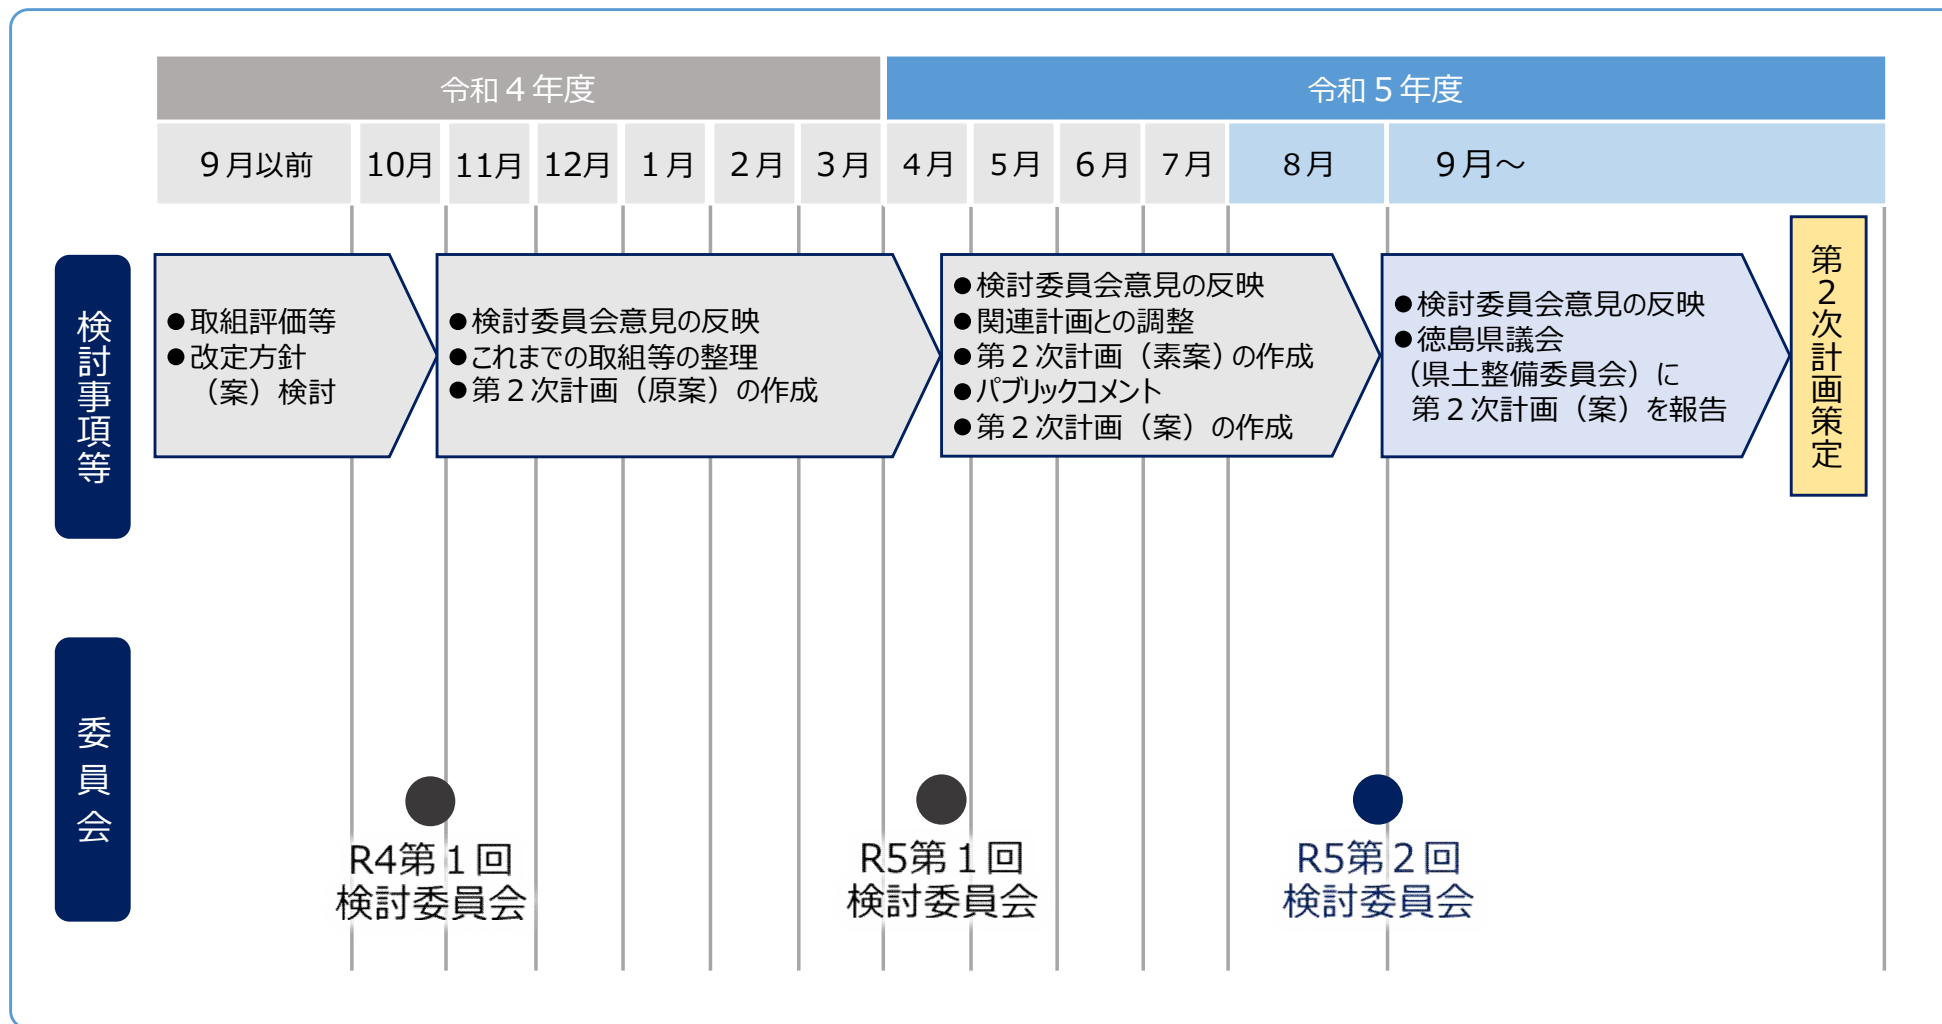 令和４年度
令和５年度
９月以前
10月
11月
12月
１月
２月
３月
４月
５月
６月
７月
８月
９月～
検討事項等
●取組評価等
●改定方針
（案）検討
●検討委員会意見の反映
●これまでの取組等の整理
●第２次計画（原案）の作成
●検討委員会意見の反映
●関連計画との調整
●第２次計画（素案）の作成
●パブリックコメント
●第２次計画（案）の作成
●検討委員会意見の反映
●徳島県議会
（県土整備委員会）に
第２次計画（案）を報告
第２次計画策定
委員会
R4第１回
検討委員会
R5第１回
検討委員会
R5第２回
検討委員会